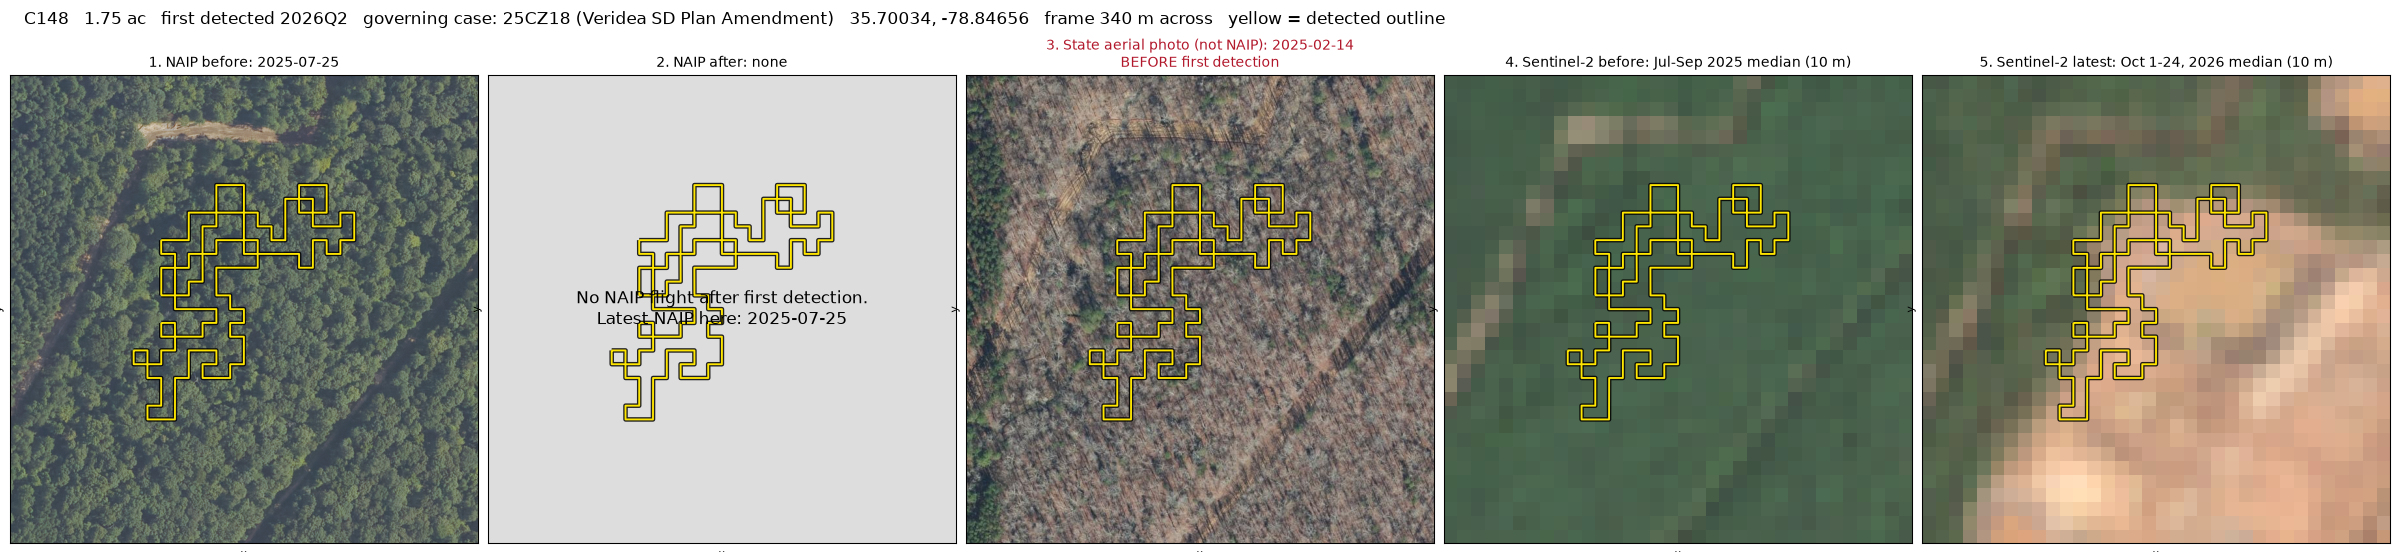 C148   1.75 ac   first detected 2026Q2   governing case: 25CZ18 (Veridea SD Plan Amendment)   35.70034, -78.84656   frame 340 m across   yellow = detected outline
1. NAIP before: 2025-07-25
2. NAIP after: none
3. State aerial photo (not NAIP): 2025-02-14
BEFORE first detection
4. Sentinel-2 before: Jul-Sep 2025 median (10 m)
5. Sentinel-2 latest: Oct 1-24, 2026 median (10 m)
No NAIP flight after first detection.
Latest NAIP here: 2025-07-25